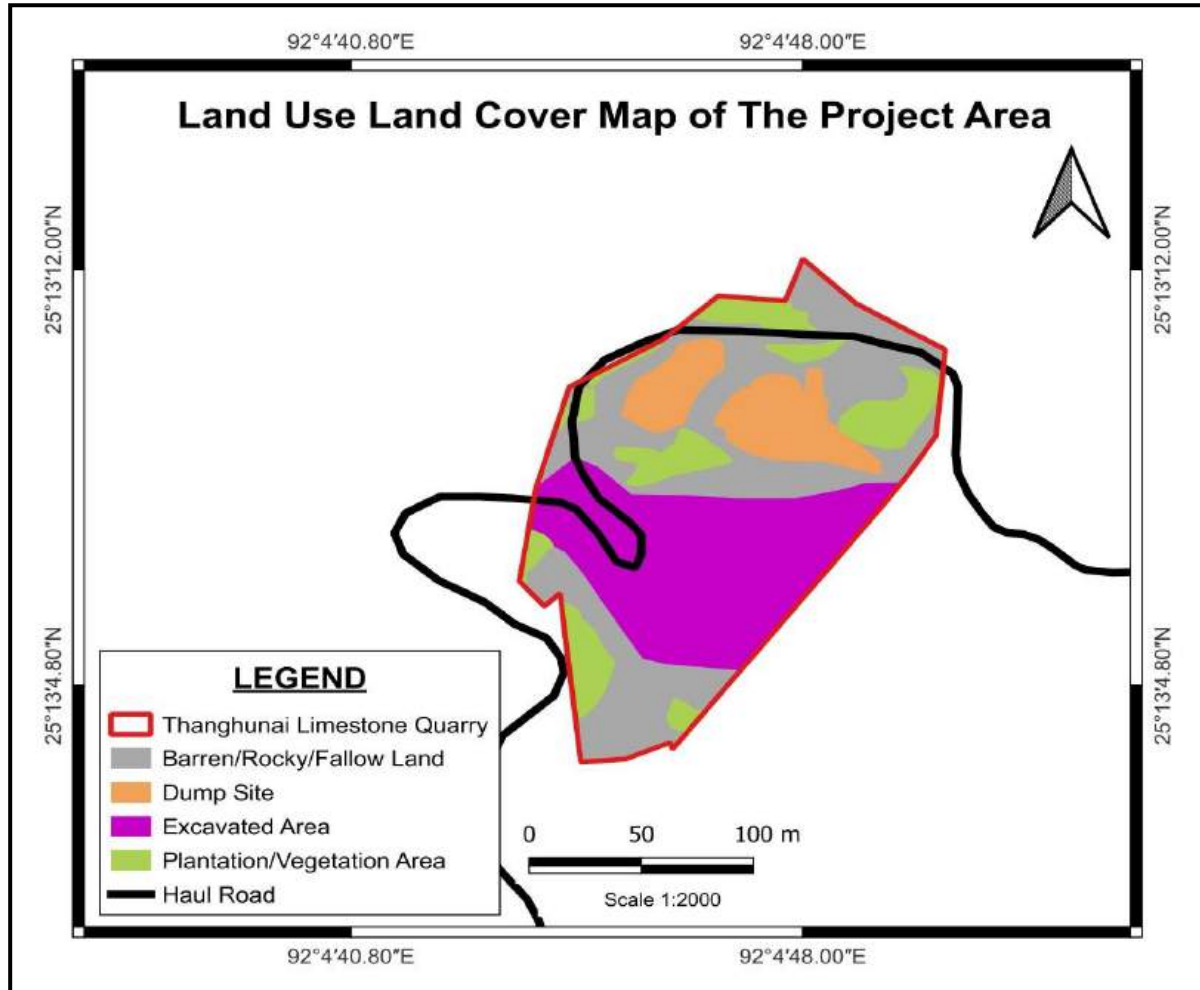 92°4'40.80"E
92°4'48.00"E
Land Use Land Cover Map of The Project Area
25°13'12.00"N
25°13'12.00"N
25°13'4.80"N
25°13'4.80"N
LEGEND
Thanghunai Limestone Quarry
Barren/Rocky/Fallow Land
Dump Site
Excavated Area
Plantation/Vegetation Area
Haul Road
0 50 100 m
Scale 1:2000
92°4'40.80"E
92°4'48.00"E